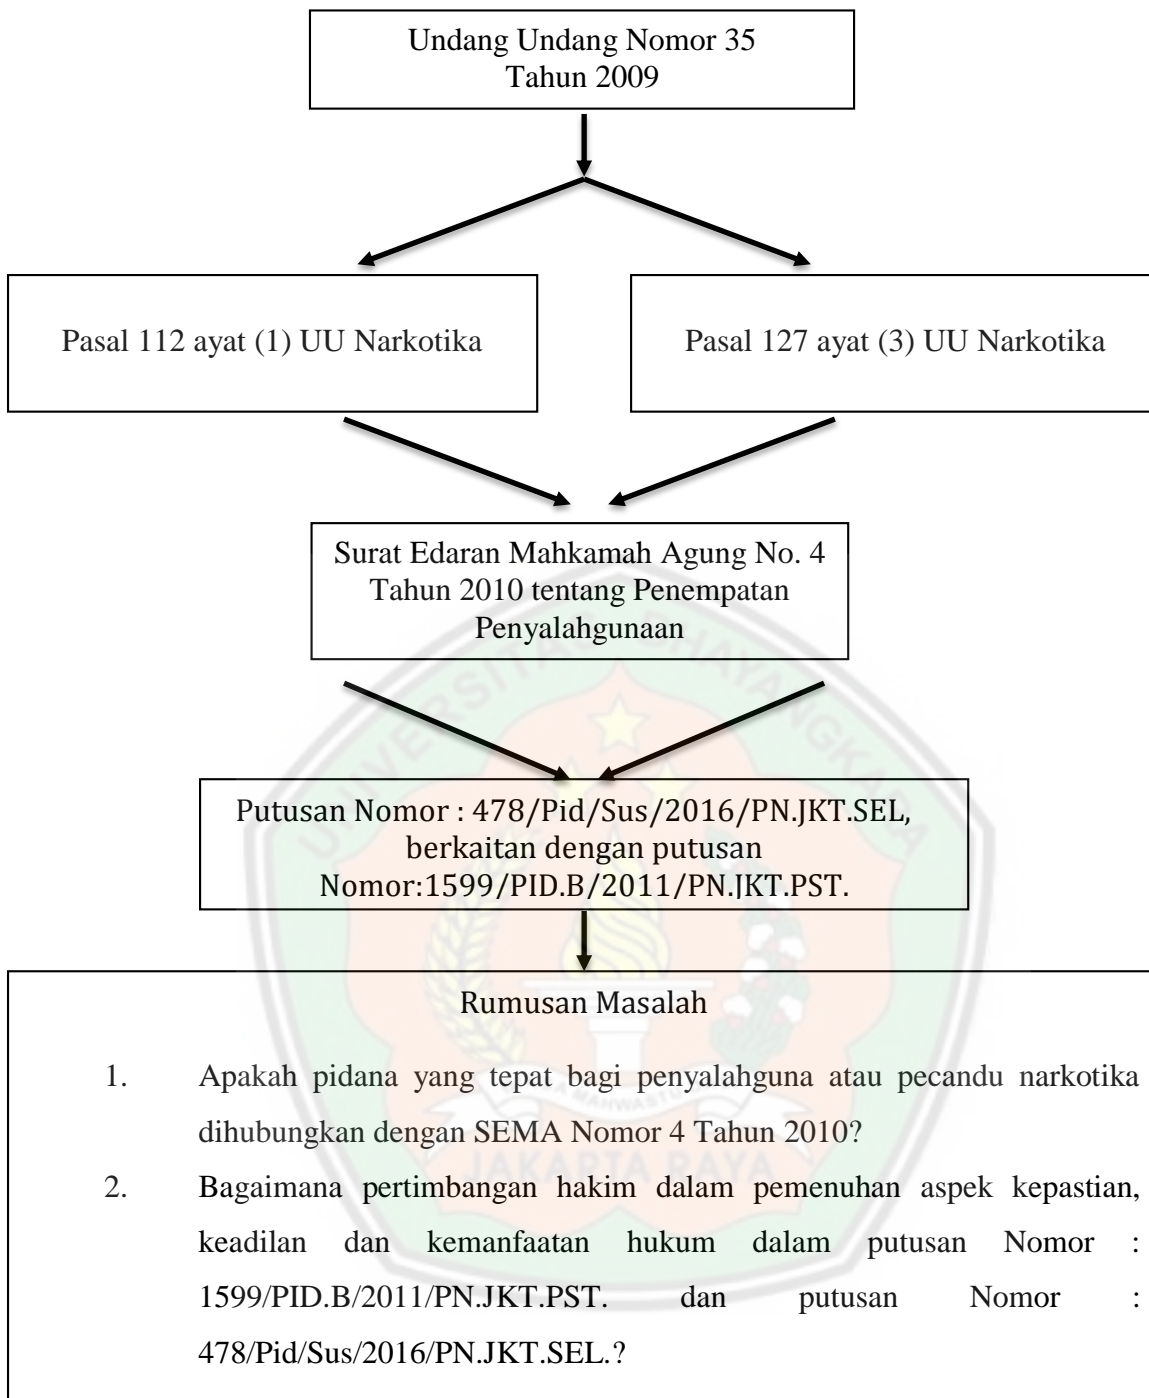 Undang Undang Nomor 35
Tahun 2009
Pasal 112 ayat (1) UU Narkotika
Pasal 127 ayat (3) UU Narkotika
Surat Edaran Mahkamah Agung No. 4
Tahun 2010 tentang Penempatan
Penyalahgunaan
UNIVERSITAS BHAYANGKARA
Putusan Nomor : 478/Pid/Sus/2016/PN.JKT.SEL,
berkaitan dengan putusan
Nomor:1599/PID.B/2011/PN.JKT.PST.
Rumusan Masalah
1. Apakah pidana yang tepat bagi penyalahguna atau pecandu narkotika
dihubungkan dengan SEMA Nomor 4 Tahun 2010?
JAKARTA RAYA
2. Bagaimana pertimbangan hakim dalam pemenuhan aspek kepastian,
keadilan dan kemanfaatan hukum dalam putusan Nomor :
1599/PID.B/2011/PN.JKT.PST. dan putusan Nomor :
478/Pid/Sus/2016/PN.JKT.SEL.?